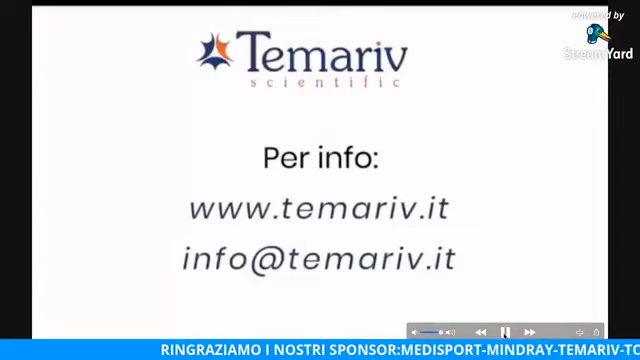 Powered by
StreamYard
Temariv
scientific
Per info:
www.temariv.it
info@temariv.it
RINGRAZIAMO I NOSTRI SPONSOR:MEDISPORT-MINDRAY-TEMARIV-TO